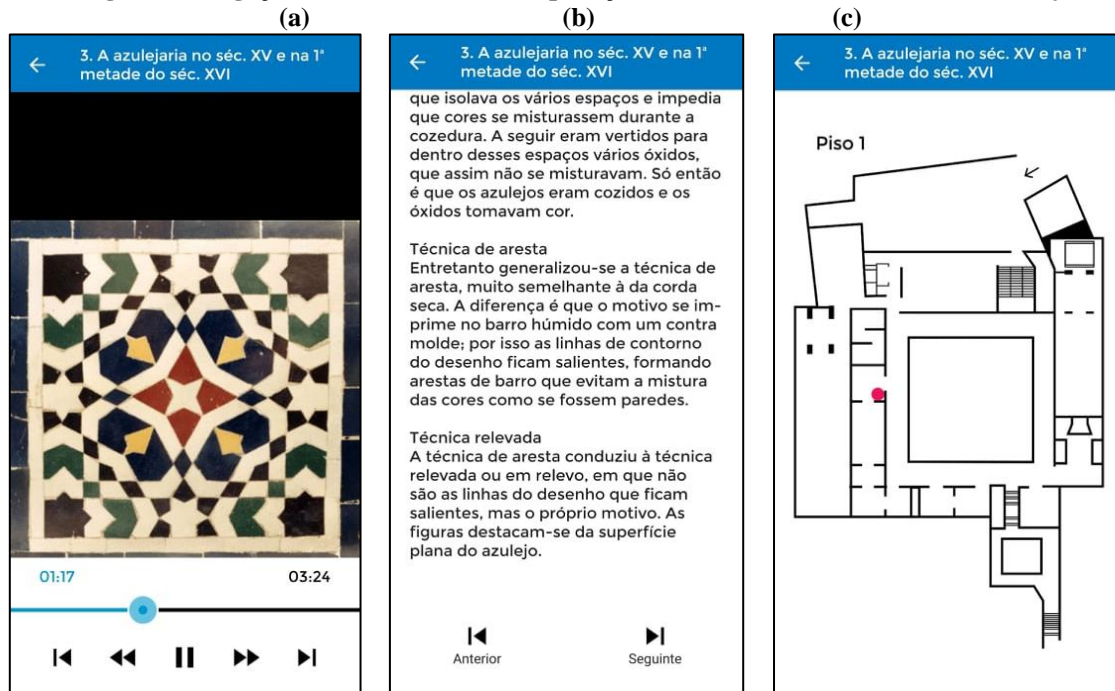 (a)
(b)
(c)
3. A azulejaria no séc. XV e na 1ª
metade do séc. XVI
01:17
03:24
3. A azulejaria no séc. XV e na 1ª
metade do séc. XVI
que isolava os vários espaços e impedia
que cores se misturassem durante a
cozedura. A seguir eram vertidos para
dentro desses espaços vários óxidos,
que assim não se misturavam. Só então
é que os azulejos eram cozidos e os
óxidos tomavam cor.
Técnica de aresta
Entretanto generalizou-se a técnica de
aresta, muito semelhante à da corda
seca. A diferença é que o motivo se im-
prime no barro húmido com um contra
molde; por isso as linhas de contorno
do desenho ficam salientes, formando
arestas de barro que evitam a mistura
das cores como se fossem paredes.
Técnica relevada
A técnica de aresta conduziu à técnica
relevada ou em relevo, em que não
são as linhas do desenho que ficam
salientes, mas o próprio motivo. As
figuras destacam-se da superfície
plana do azulejo.
Anterior
Seguinte
3. A azulejaria no séc. XV e na 1ª
metade do séc. XVI
Piso 1